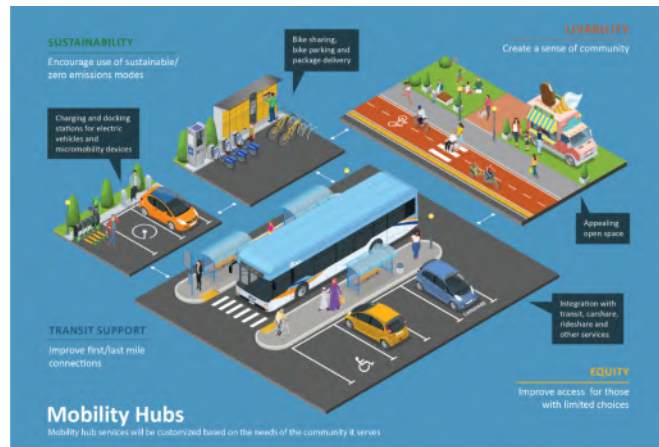 SUSTAINABILITY
Encourage use of sustainable/
zero emissions modes
Bike sharing,
bike parking and
package delivery
LIVABILITY
Create a sense of community
Charging and docking
stations for electric
vehicles and
micromobility devices
Appealing
open space
TRANSIT SUPPORT
Improve first/last mile
connections
CARSHARE
Integration with
transit, carshare,
rideshare and
other services
EQUITY
Improve access for those
with limited choices
Mobility Hubs
Mobility hub services will be customized based on the needs of the community it serves